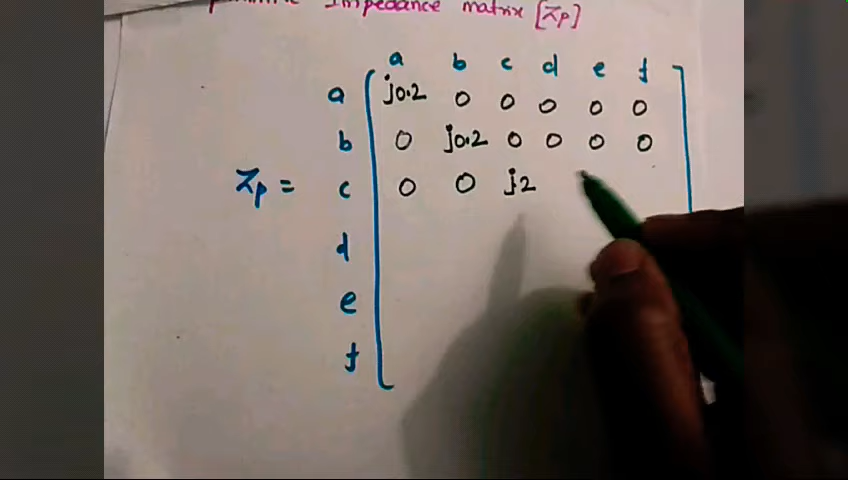 Impedance matrix [Zp]
a b c d e f
a j0.2 0 0 0 0 0
b 0 j0.2 0 0 0 0
Zp = c 0 0 j2
d
e
f